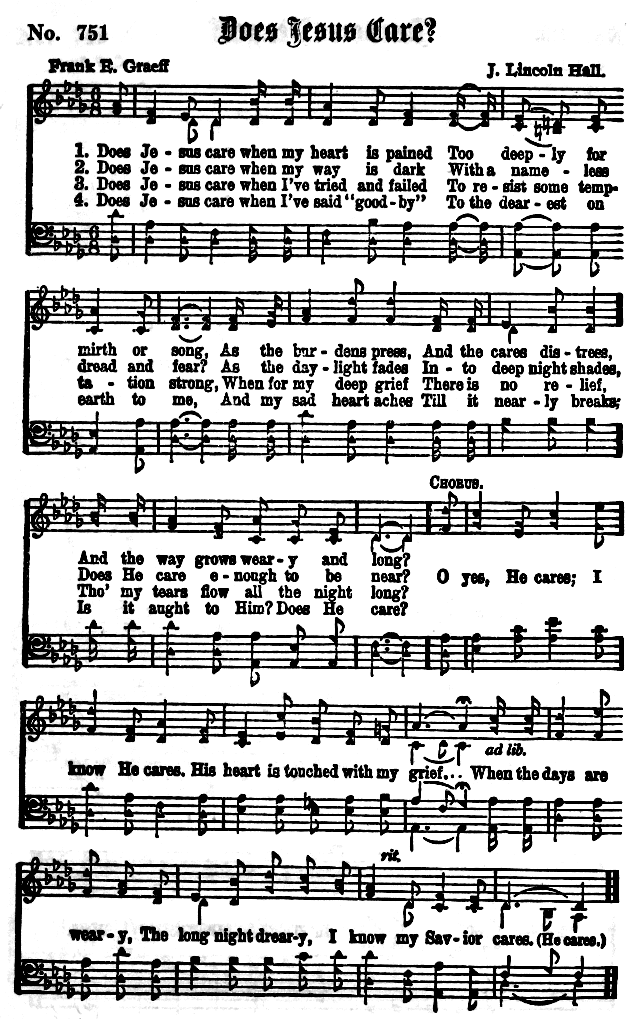 No. 751 Does Jesus Care?
Frank E. Graeff J. Lincoln Hall.
1. Does Je - sus care when my heart is pained Too deep - ly for
2. Does Je - sus care when my way is dark With a name - less
3. Does Je - sus care when I've tried and failed To re - sist some temp-
4. Does Je - sus care when I've said "good-by" To the dear - est on
mirth or song, As the bur - dens press, And the cares dis - tress,
dread and fear? As the day - light fades In - to deep night shades,
ta - tion strong, When for my deep grief There is no re - lief,
earth to me, And my sad heart aches Till it near - ly breaks;
CHORUS.
And the way grows wear - y and long?
Does He care e - nough to be near? O yes, He cares; I
Tho' my tears flow all the night long?
Is it aught to Him? Does He care?
ad lib.
know He cares. His heart is touched with my grief... When the days are
rit.
wear - y, The long night drear - y, I know my Sav - ior cares. (He cares.)